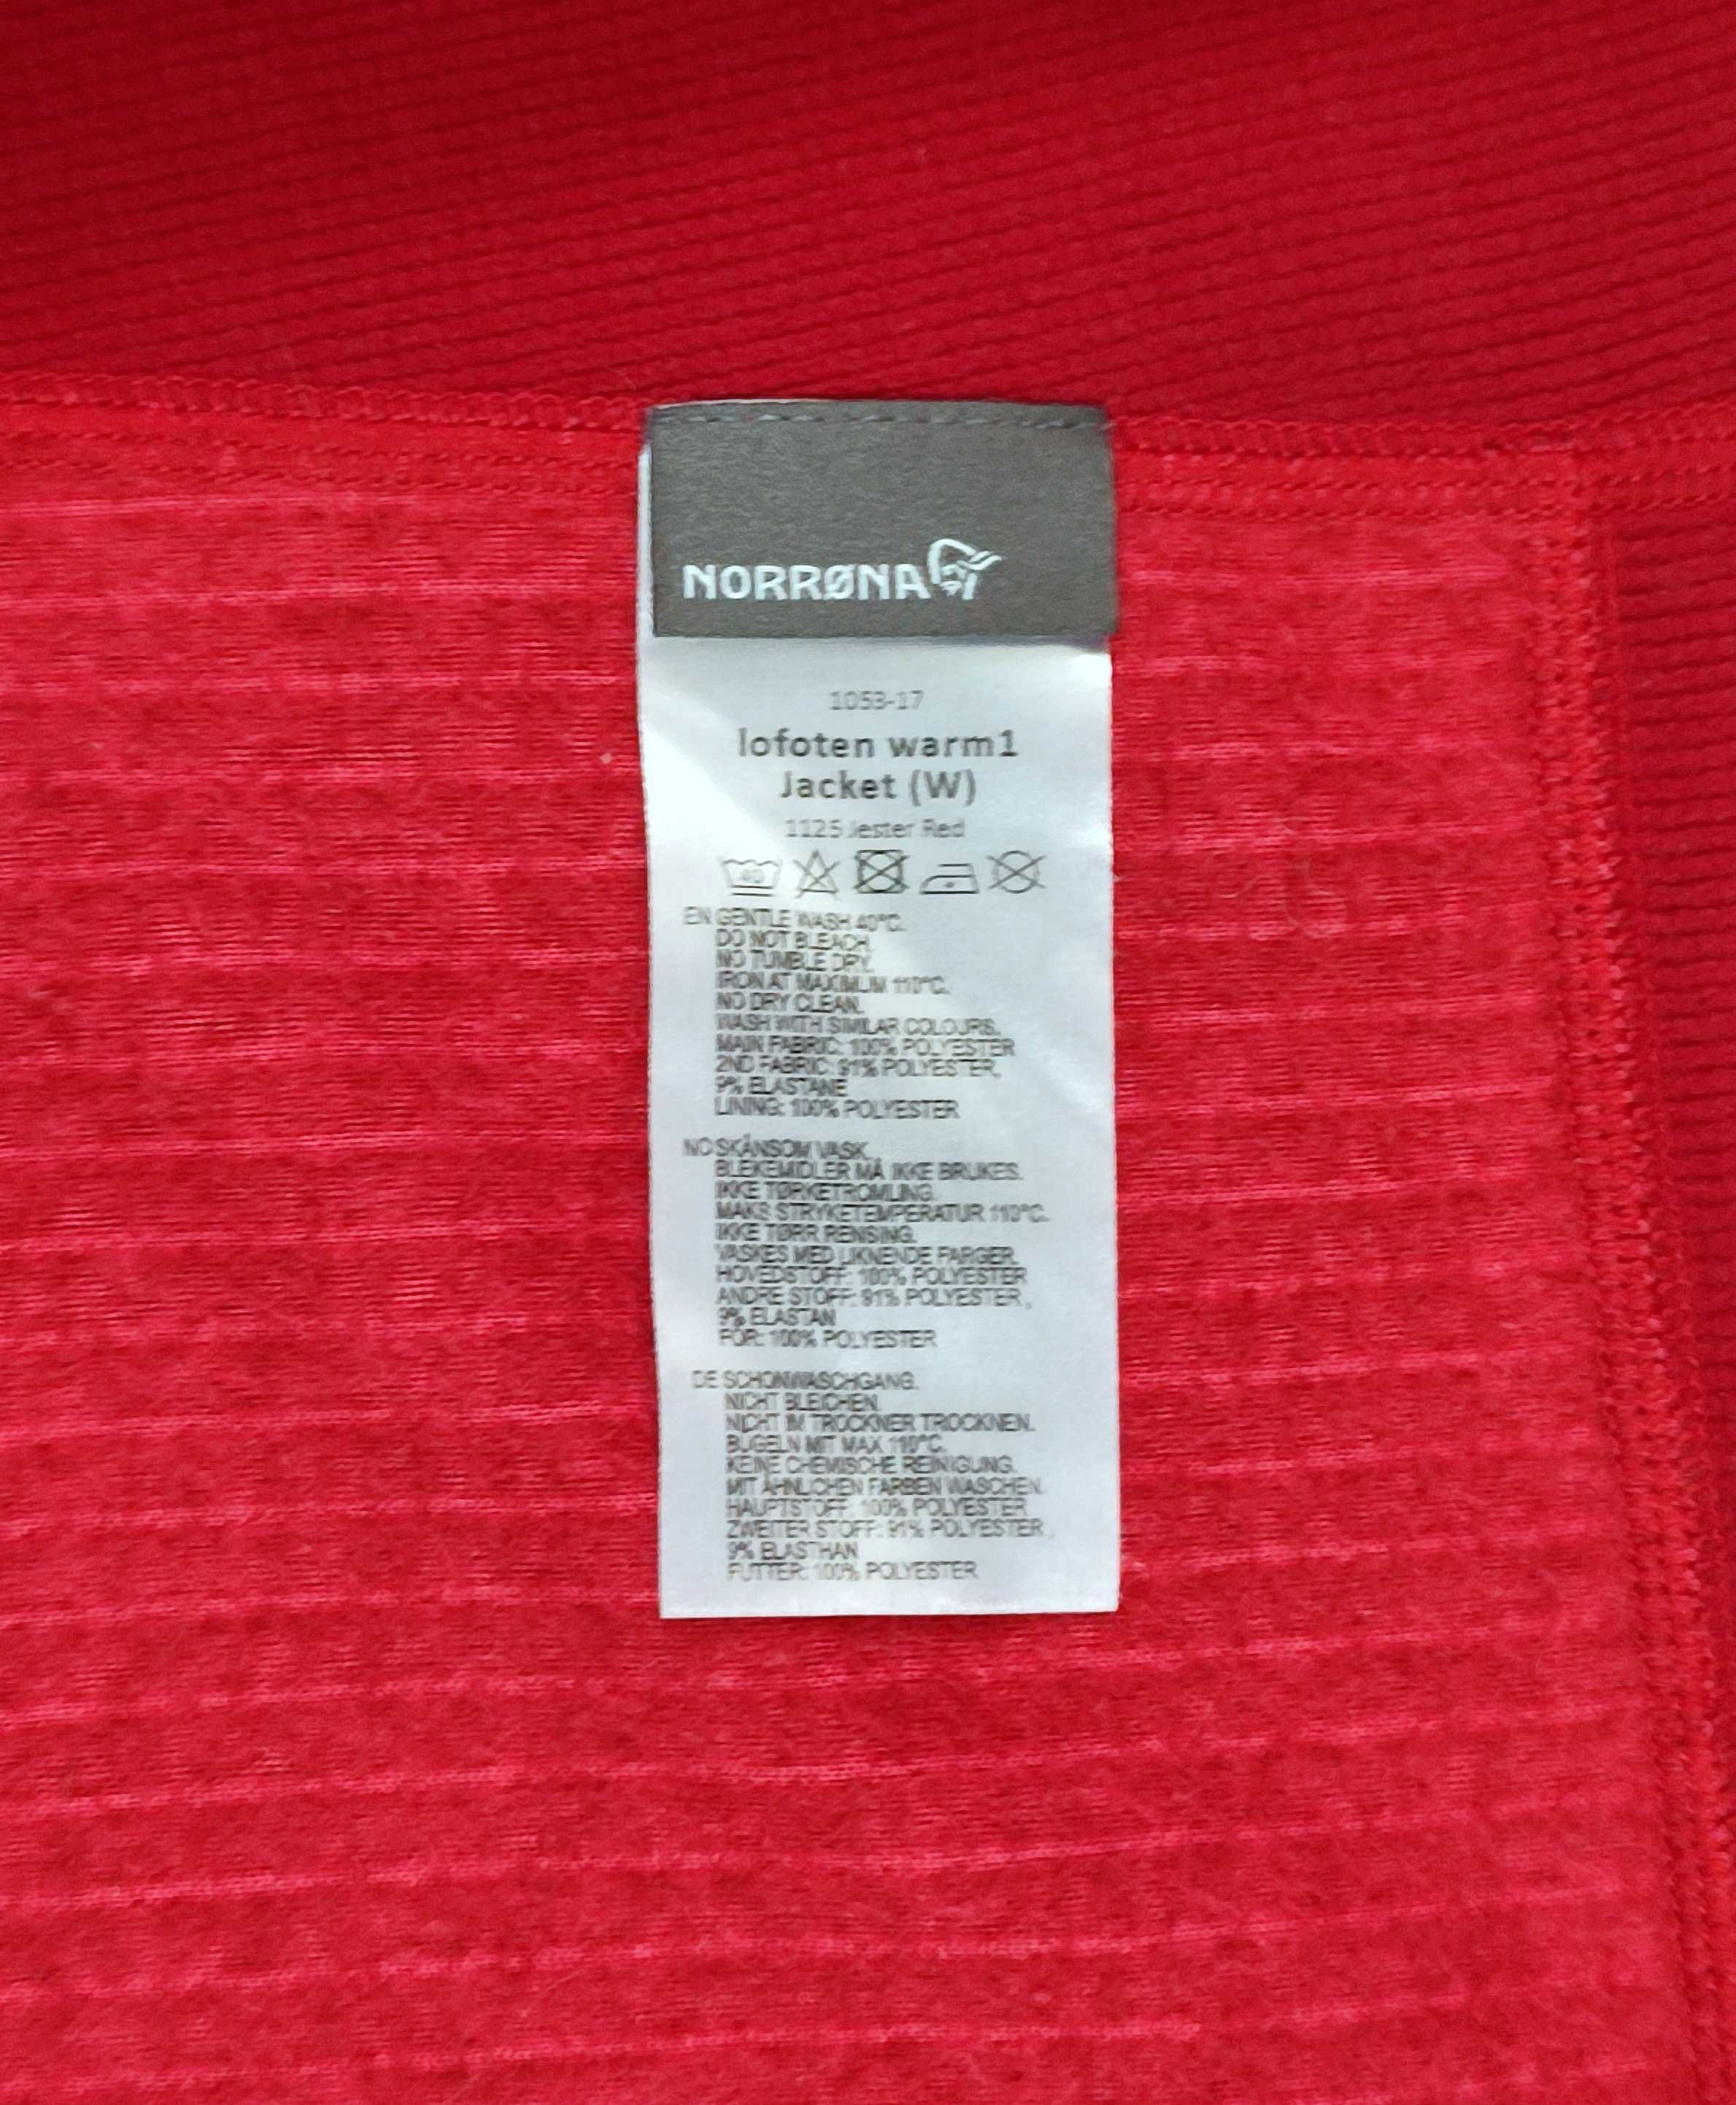 NORRØNA
1053-17
lofoten warm1
Jacket (W)
1125 Jester Red
40
EN GENTLE WASH 40°C.
DO NOT BLEACH.
NO TUMBLE DRY.
IRON AT MAXIMUM 110°C.
NO DRY CLEAN.
WASH WITH SIMILAR COLOURS.
MAIN FABRIC: 100% POLYESTER
2ND FABRIC: 91% POLYESTER,
9% ELASTANE
LINING: 100% POLYESTER
NO SKÅNSOM VASK.
BLEKEMIDLER MÅ IKKE BRUKES.
IKKE TØRKETROMLING.
MAKS STRYKETEMPERATUR 110°C.
IKKE TØRR RENSING.
VASKES MED LIKNENDE FARGER.
HOVEDSTOFF: 100% POLYESTER
ANDRE STOFF: 91% POLYESTER,
9% ELASTAN
FÔR: 100% POLYESTER
DE SCHONWASCHGANG.
NICHT BLEICHEN.
NICHT IM TROCKNER TROCKNEN.
BÜGELN MIT MAX 110°C.
KEINE CHEMISCHE REINIGUNG.
MIT ÄHNLICHEN FARBEN WASCHEN.
HAUPTSTOFF: 100% POLYESTER
ZWEITER STOFF: 91% POLYESTER,
9% ELASTHAN
FUTTER: 100% POLYESTER